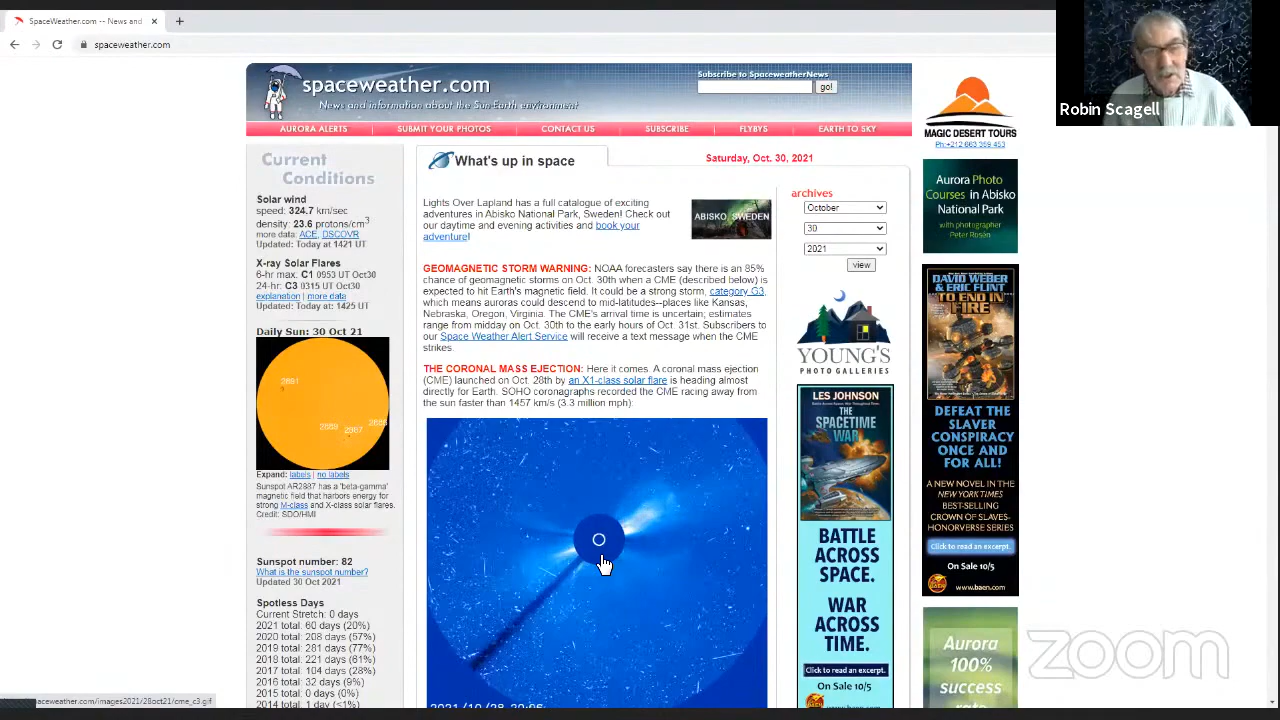 SpaceWeather.com -- News and
spaceweather.com
Robin Scagell
spaceweather.com
News and information about the Sun-Earth environment
Subscribe to SpaceweatherNews
go!
AURORA ALERTS
SUBMIT YOUR PHOTOS
CONTACT US
SUBSCRIBE
FLYBYS
EARTH TO SKY
Current
Conditions
Solar wind
speed: 324.7 km/sec
density: 23.6 protons/cm3
more data: ACE, DSCOVR
Updated: Today at 1421 UT
X-ray Solar Flares
6-hr max: C1 0953 UT Oct30
24-hr: C3 0315 UT Oct30
explanation | more data
Updated: Today at: 1425 UT
Daily Sun: 30 Oct 21
2891
2889
2887
Expand: labels | no labels
Sunspot AR2887 has a 'beta-gamma'
magnetic field that harbors energy for
strong M-class and X-class solar flares.
Credit: SDO/HMI
Sunspot number: 82
What is the sunspot number?
Updated 30 Oct 2021
Spotless Days
Current Stretch: 0 days
2021 total: 60 days (20%)
2020 total: 208 days (57%)
2019 total: 281 days (77%)
2018 total: 221 days (61%)
2017 total: 104 days (28%)
2016 total: 32 days (9%)
2015 total: 0 days (0%)
2014 total: 1 day (<1%)
What's up in space
Saturday, Oct. 30, 2021
Lights Over Lapland has a full catalogue of exciting
adventures in Abisko National Park, Sweden! Check out
our daytime and evening activities and book your
adventure!
ABISKO, SWEDEN
GEOMAGNETIC STORM WARNING: NOAA forecasters say there is an 85%
chance of geomagnetic storms on Oct. 30th when a CME (described below) is
expected to hit Earth's magnetic field. It could be a strong storm, category G3,
which means auroras could descend to mid-latitudes--places like Kansas,
Nebraska, Oregon, Virginia. The CME's arrival time is uncertain; estimates
range from midday on Oct. 30th to the early hours of Oct. 31st. Subscribers to
our Space Weather Alert Service will receive a text message when the CME
strikes.
THE CORONAL MASS EJECTION: Here it comes. A coronal mass ejection
(CME) launched on Oct. 28th by an X1-class solar flare is heading almost
directly for Earth. SOHO coronagraphs recorded the CME racing away from
the sun faster than 1457 km/s (3.3 million mph):
archives
October
30
2021
view
YOUNG'S
PHOTO GALLERIES
LES JOHNSON
THE
SPACETIME
WAR
BATTLE
ACROSS
SPACE.
WAR
ACROSS
TIME.
Click to read an excerpt.
On Sale 10/5
MAGIC DESERT TOURS
Ph:+212 663 359 453
Aurora Photo
Courses in Abisko
National Park
with photographer
Peter Rosén
DAVID WEBER
& ERIC FLINT
TO END IN
FIRE
DEFEAT THE
SLAVER
CONSPIRACY
ONCE AND
FOR ALL!
A NEW NOVEL IN THE
NEW YORK TIMES
BEST-SELLING
CROWN OF SLAVES-
HONORVERSE SERIES
Click to read an excerpt.
On Sale 10/5
www.baen.com
Aurora
100%
success
zoom